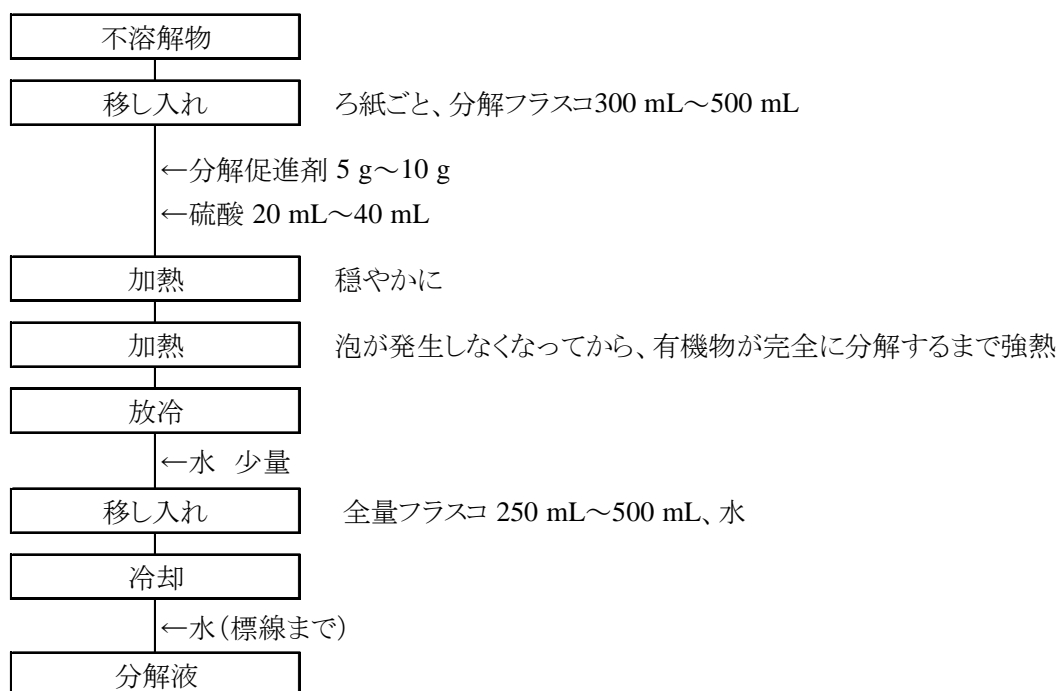 不溶解物
移し入れ ろ紙ごと、分解フラスコ300 mL～500 mL
←分解促進剤 5 g～10 g
←硫酸 20 mL～40 mL
加熱 穏やかに
加熱 泡が発生しなくなってから、有機物が完全に分解するまで強熱
放冷
←水 少量
移し入れ 全量フラスコ 250 mL～500 mL、水
冷却
←水（標線まで）
分解液